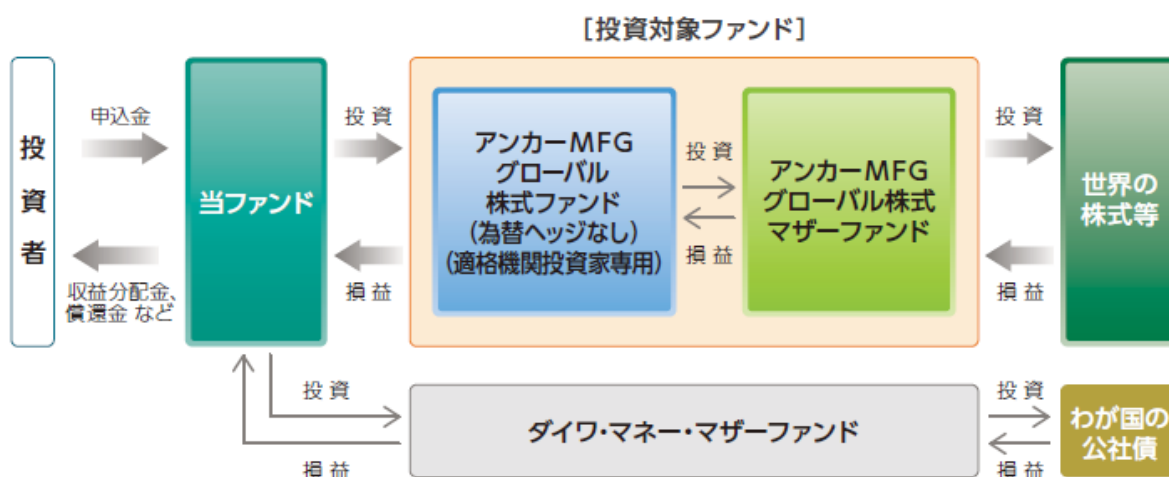 [投資対象ファンド]
投資者
申込金
収益分配金、
償還金 など
当ファンド
投資
損益
アンカーMFG
グローバル
株式ファンド
(為替ヘッジなし)
(適格機関投資家専用)
投資
損益
アンカーMFG
グローバル株式
マザーファンド
投資
損益
世界の
株式等
投資
損益
ダイワ・マネー・マザーファンド
投資
損益
わが国の
公社債